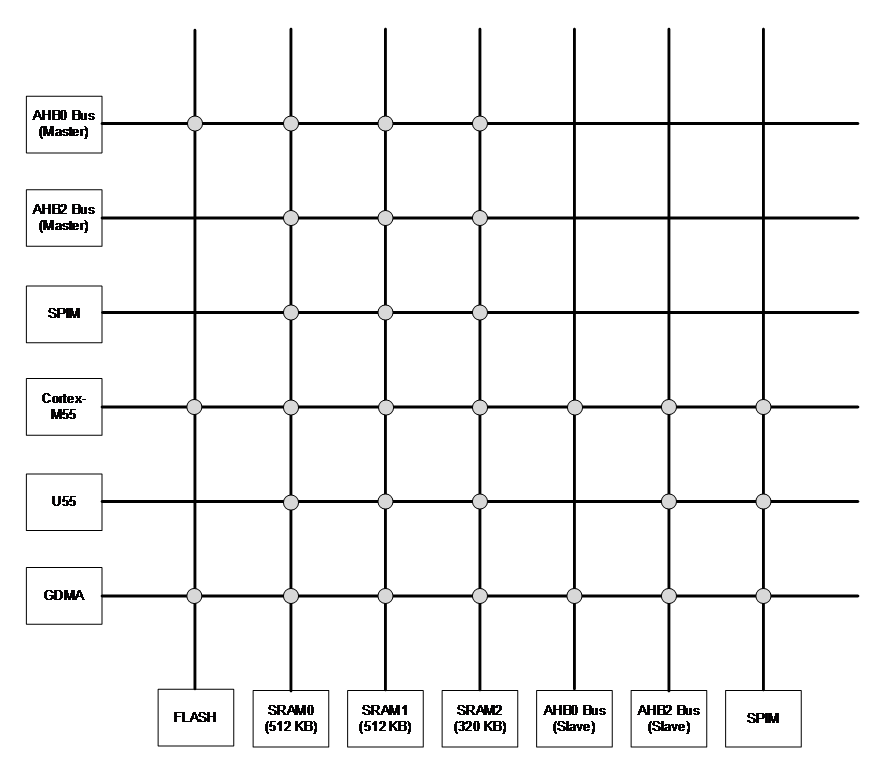 AHB0 Bus
(Master)
AHB2 Bus
(Master)
SPIM
Cortex-
M55
U55
GDMA
FLASH
SRAM0
(512 KB)
SRAM1
(512 KB)
SRAM2
(320 KB)
AHB0 Bus
(Slave)
AHB2 Bus
(Slave)
SPIM